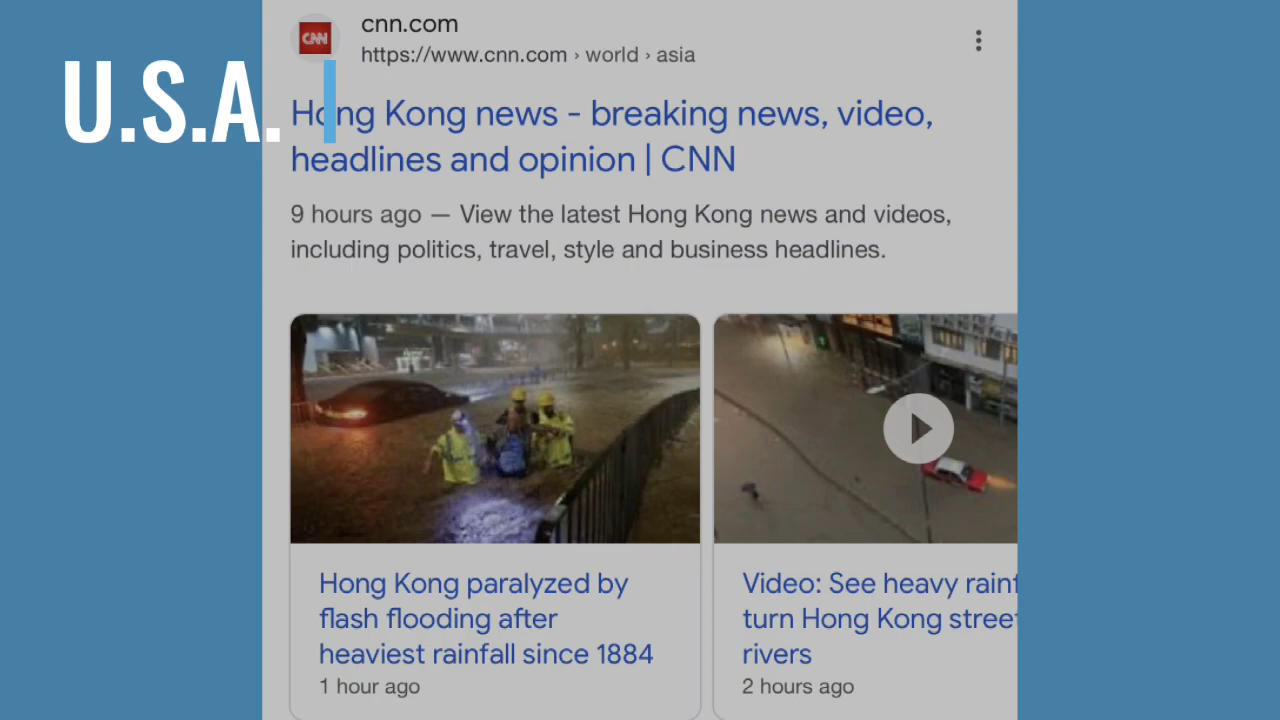 U.S.A.
CNN
cnn.com
https://www.cnn.com › world › asia
Hong Kong news - breaking news, video,
headlines and opinion | CNN
9 hours ago — View the latest Hong Kong news and videos,
including politics, travel, style and business headlines.
Hong Kong paralyzed by
flash flooding after
heaviest rainfall since 1884
1 hour ago
Video: See heavy rainf
turn Hong Kong street
rivers
2 hours ago